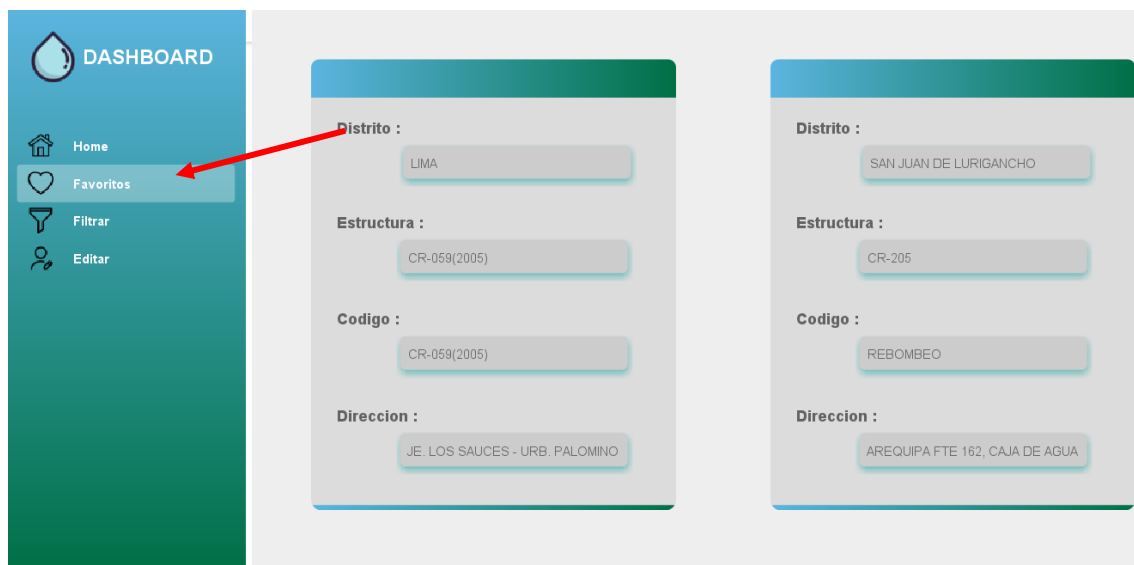 DASHBOARD
Home
Favoritos
Filtrar
Editar
Distrito :
LIMA
Estructura :
CR-059(2005)
Codigo :
CR-059(2005)
Direccion :
JE. LOS SAUCES - URB. PALOMINO
Distrito :
SAN JUAN DE LURIGANCHO
Estructura :
CR-205
Codigo :
REBOMBEO
Direccion :
AREQUIPA FTE 162, CAJA DE AGUA